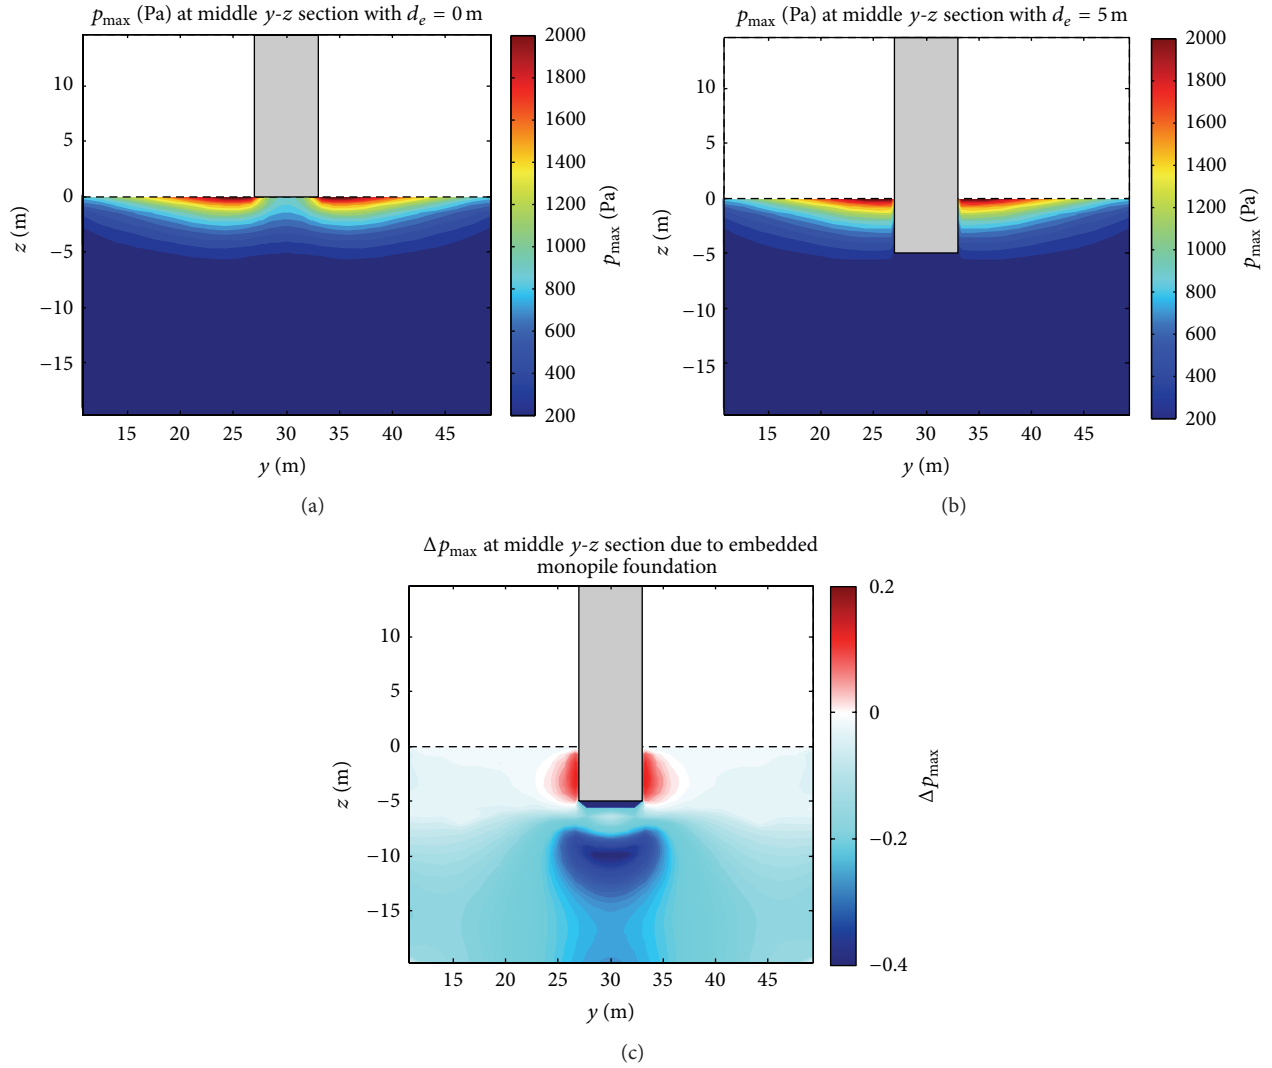 p_max (Pa) at middle y-z section with d_e = 0 m
10
5
0
−5
−10
−15
z (m)
15 20 25 30 35 40 45
y (m)
2000
1800
1600
1400
1200
1000
800
600
400
200
p_max (Pa)
(a)
p_max (Pa) at middle y-z section with d_e = 5 m
10
5
0
−5
−10
−15
z (m)
15 20 25 30 35 40 45
y (m)
2000
1800
1600
1400
1200
1000
800
600
400
200
p_max (Pa)
(b)
Δp_max at middle y-z section due to embedded
monopile foundation
10
5
0
−5
−10
−15
z (m)
15 20 25 30 35 40 45
y (m)
0.2
0
−0.2
−0.4
Δp_max
(c)